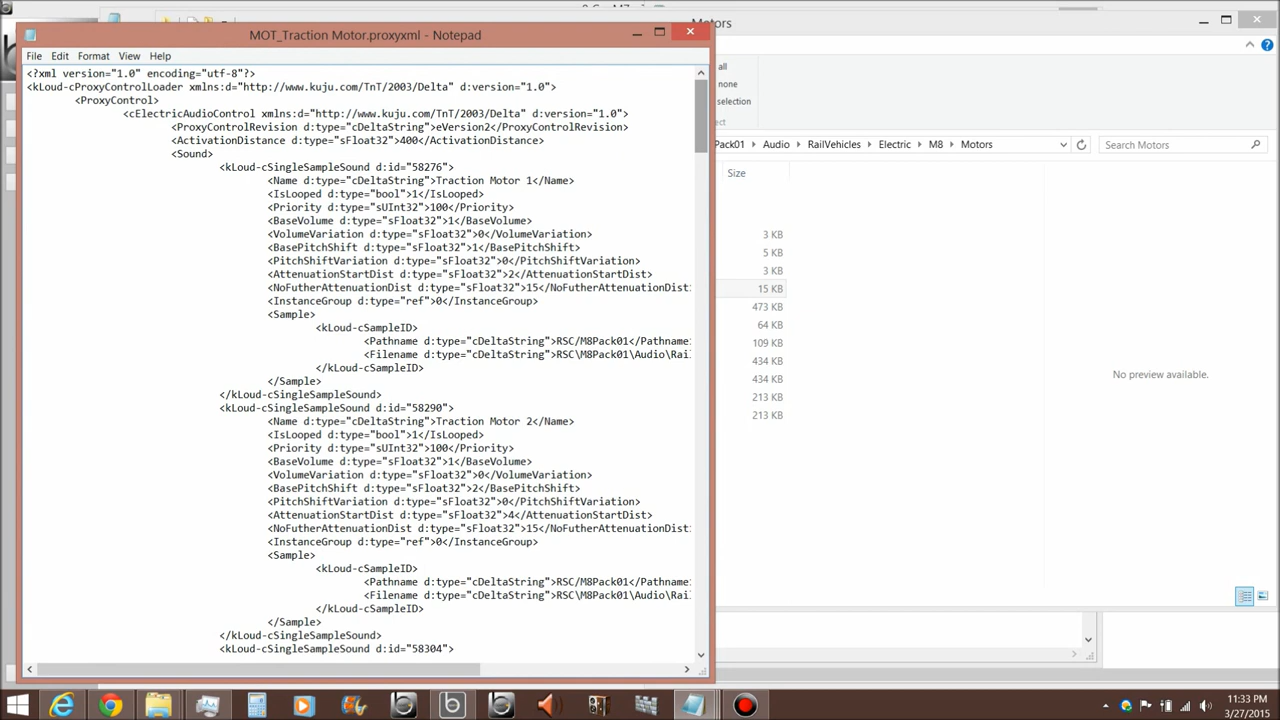 MOT_Traction Motor.proxyxml - Notepad
Motors
File Edit Format View Help
<?xml version="1.0" encoding="utf-8"?>
<kLoud-cProxyControlLoader xmlns:d="http://www.kuju.com/TnT/2003/Delta" d:version="1.0">
<ProxyControl>
<cElectricAudioControl xmlns:d="http://www.kuju.com/TnT/2003/Delta" d:version="1.0">
<ProxyControlRevision d:type="cDeltaString">eVersion2</ProxyControlRevision>
<ActivationDistance d:type="sFloat32">400</ActivationDistance>
<Sound>
<kLoud-cSingleSampleSound d:id="58276">
<Name d:type="cDeltaString">Traction Motor 1</Name>
<IsLooped d:type="bool">1</IsLooped>
<Priority d:type="sUInt32">100</Priority>
<BaseVolume d:type="sFloat32">1</BaseVolume>
<VolumeVariation d:type="sFloat32">0</VolumeVariation>
<BasePitchShift d:type="sFloat32">1</BasePitchShift>
<PitchShiftVariation d:type="sFloat32">0</PitchShiftVariation>
<AttenuationStartDist d:type="sFloat32">2</AttenuationStartDist>
<NoFutherAttenuationDist d:type="sFloat32">15</NoFutherAttenuationDist
<InstanceGroup d:type="ref">0</InstanceGroup>
<Sample>
<kLoud-cSampleID>
<Pathname d:type="cDeltaString">RSC/M8Pack01</Pathname
<Filename d:type="cDeltaString">RSC\M8Pack01\Audio\Rai
</kLoud-cSampleID>
</Sample>
</kLoud-cSingleSampleSound>
<kLoud-cSingleSampleSound d:id="58290">
<Name d:type="cDeltaString">Traction Motor 2</Name>
<IsLooped d:type="bool">1</IsLooped>
<Priority d:type="sUInt32">100</Priority>
<BaseVolume d:type="sFloat32">1</BaseVolume>
<VolumeVariation d:type="sFloat32">0</VolumeVariation>
<BasePitchShift d:type="sFloat32">2</BasePitchShift>
<PitchShiftVariation d:type="sFloat32">0</PitchShiftVariation>
<AttenuationStartDist d:type="sFloat32">4</AttenuationStartDist>
<NoFutherAttenuationDist d:type="sFloat32">15</NoFutherAttenuationDist
<InstanceGroup d:type="ref">0</InstanceGroup>
<Sample>
<kLoud-cSampleID>
<Pathname d:type="cDeltaString">RSC/M8Pack01</Pathname
<Filename d:type="cDeltaString">RSC\M8Pack01\Audio\Rai
</kLoud-cSampleID>
</Sample>
</kLoud-cSingleSampleSound>
<kLoud-cSingleSampleSound d:id="58304">
all
none
selection
Pack01 Audio RailVehicles Electric M8 Motors
Search Motors
Size
3 KB
5 KB
3 KB
15 KB
473 KB
64 KB
109 KB
434 KB
434 KB
213 KB
213 KB
No preview available.
11:33 PM
3/27/2015